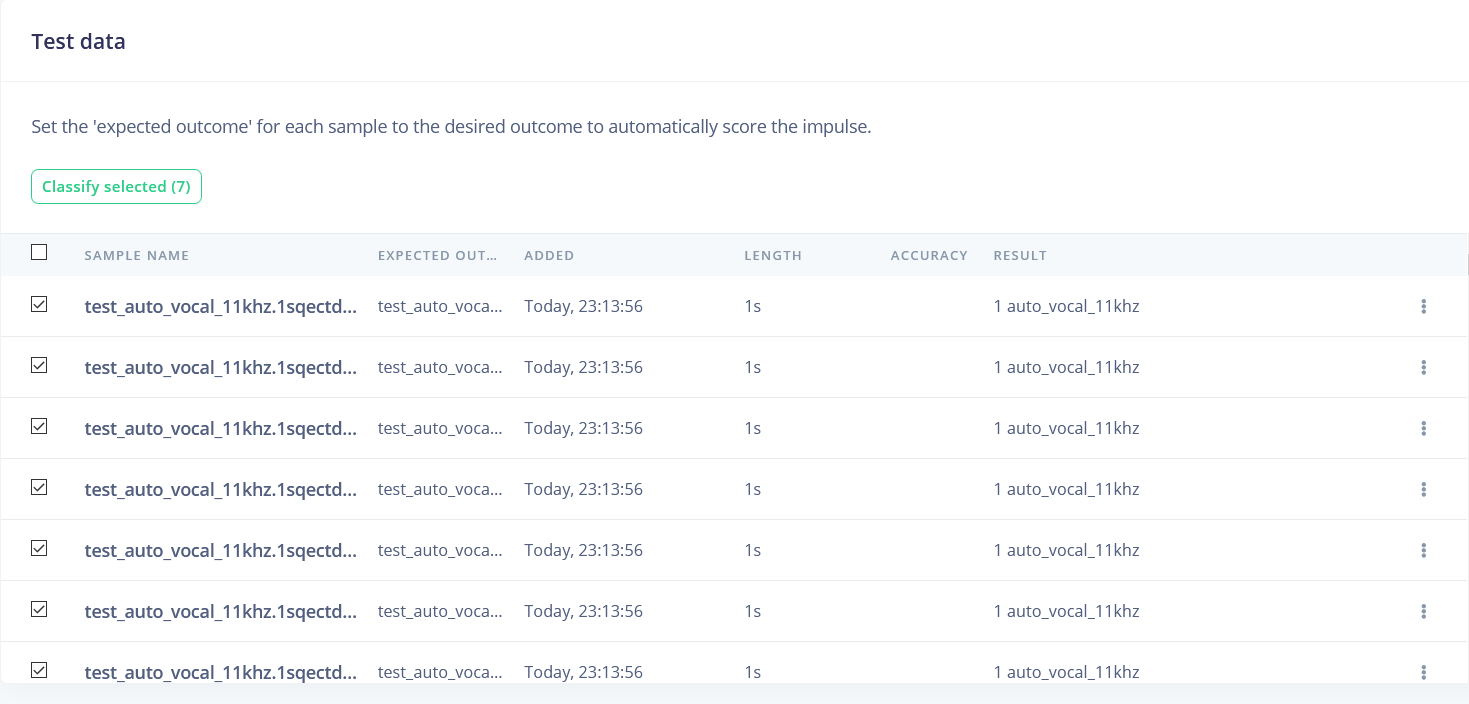 Test data
Set the 'expected outcome' for each sample to the desired outcome to automatically score the impulse.
Classify selected (7)
SAMPLE NAME EXPECTED OUT... ADDED LENGTH ACCURACY RESULT
test_auto_vocal_11khz.1sqectd... test_auto_voca... Today, 23:13:56 1s 1 auto_vocal_11khz
test_auto_vocal_11khz.1sqectd... test_auto_voca... Today, 23:13:56 1s 1 auto_vocal_11khz
test_auto_vocal_11khz.1sqectd... test_auto_voca... Today, 23:13:56 1s 1 auto_vocal_11khz
test_auto_vocal_11khz.1sqectd... test_auto_voca... Today, 23:13:56 1s 1 auto_vocal_11khz
test_auto_vocal_11khz.1sqectd... test_auto_voca... Today, 23:13:56 1s 1 auto_vocal_11khz
test_auto_vocal_11khz.1sqectd... test_auto_voca... Today, 23:13:56 1s 1 auto_vocal_11khz
test_auto_vocal_11khz.1sqectd... test_auto_voca... Today, 23:13:56 1s 1 auto_vocal_11khz